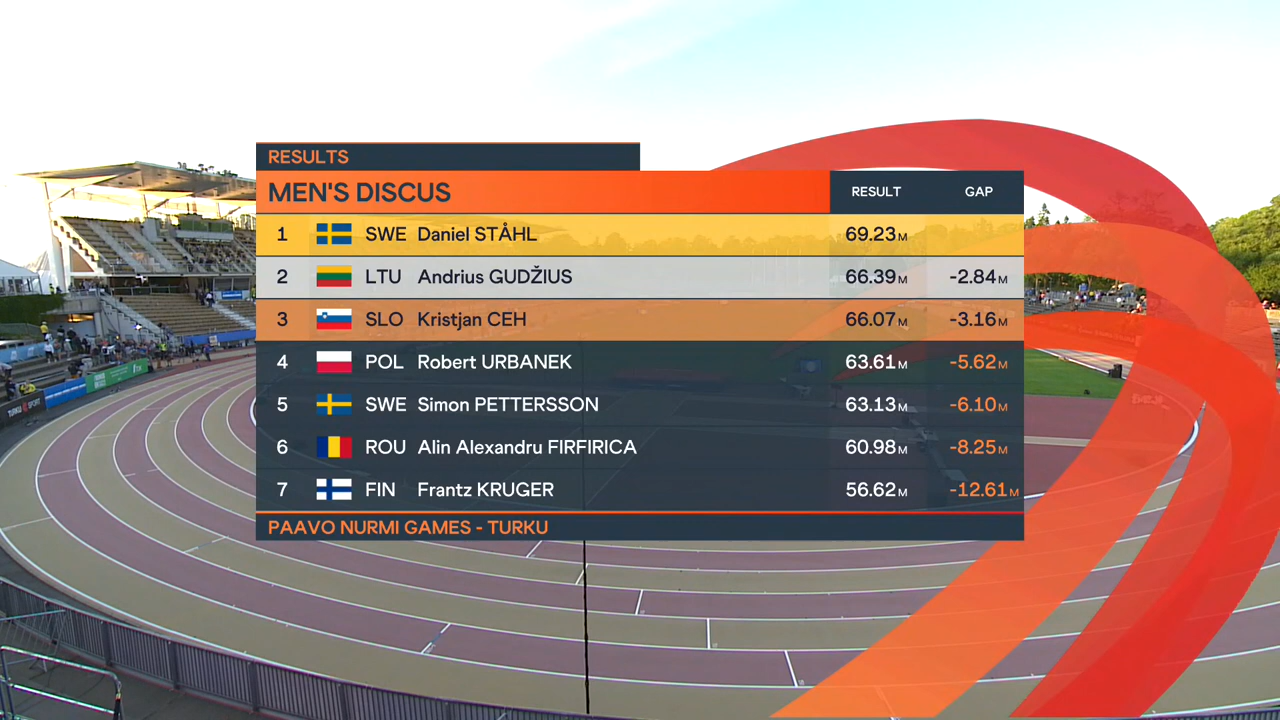 RESULTS
MEN'S DISCUS RESULT GAP
1 SWE Daniel STÅHL 69.23M
2 LTU Andrius GUDŽIUS 66.39M -2.84M
3 SLO Kristjan CEH 66.07M -3.16M
4 POL Robert URBANEK 63.61M -5.62M
5 SWE Simon PETTERSSON 63.13M -6.10M
6 ROU Alin Alexandru FIRFIRICA 60.98M -8.25M
7 FIN Frantz KRUGER 56.62M -12.61M
PAAVO NURMI GAMES - TURKU